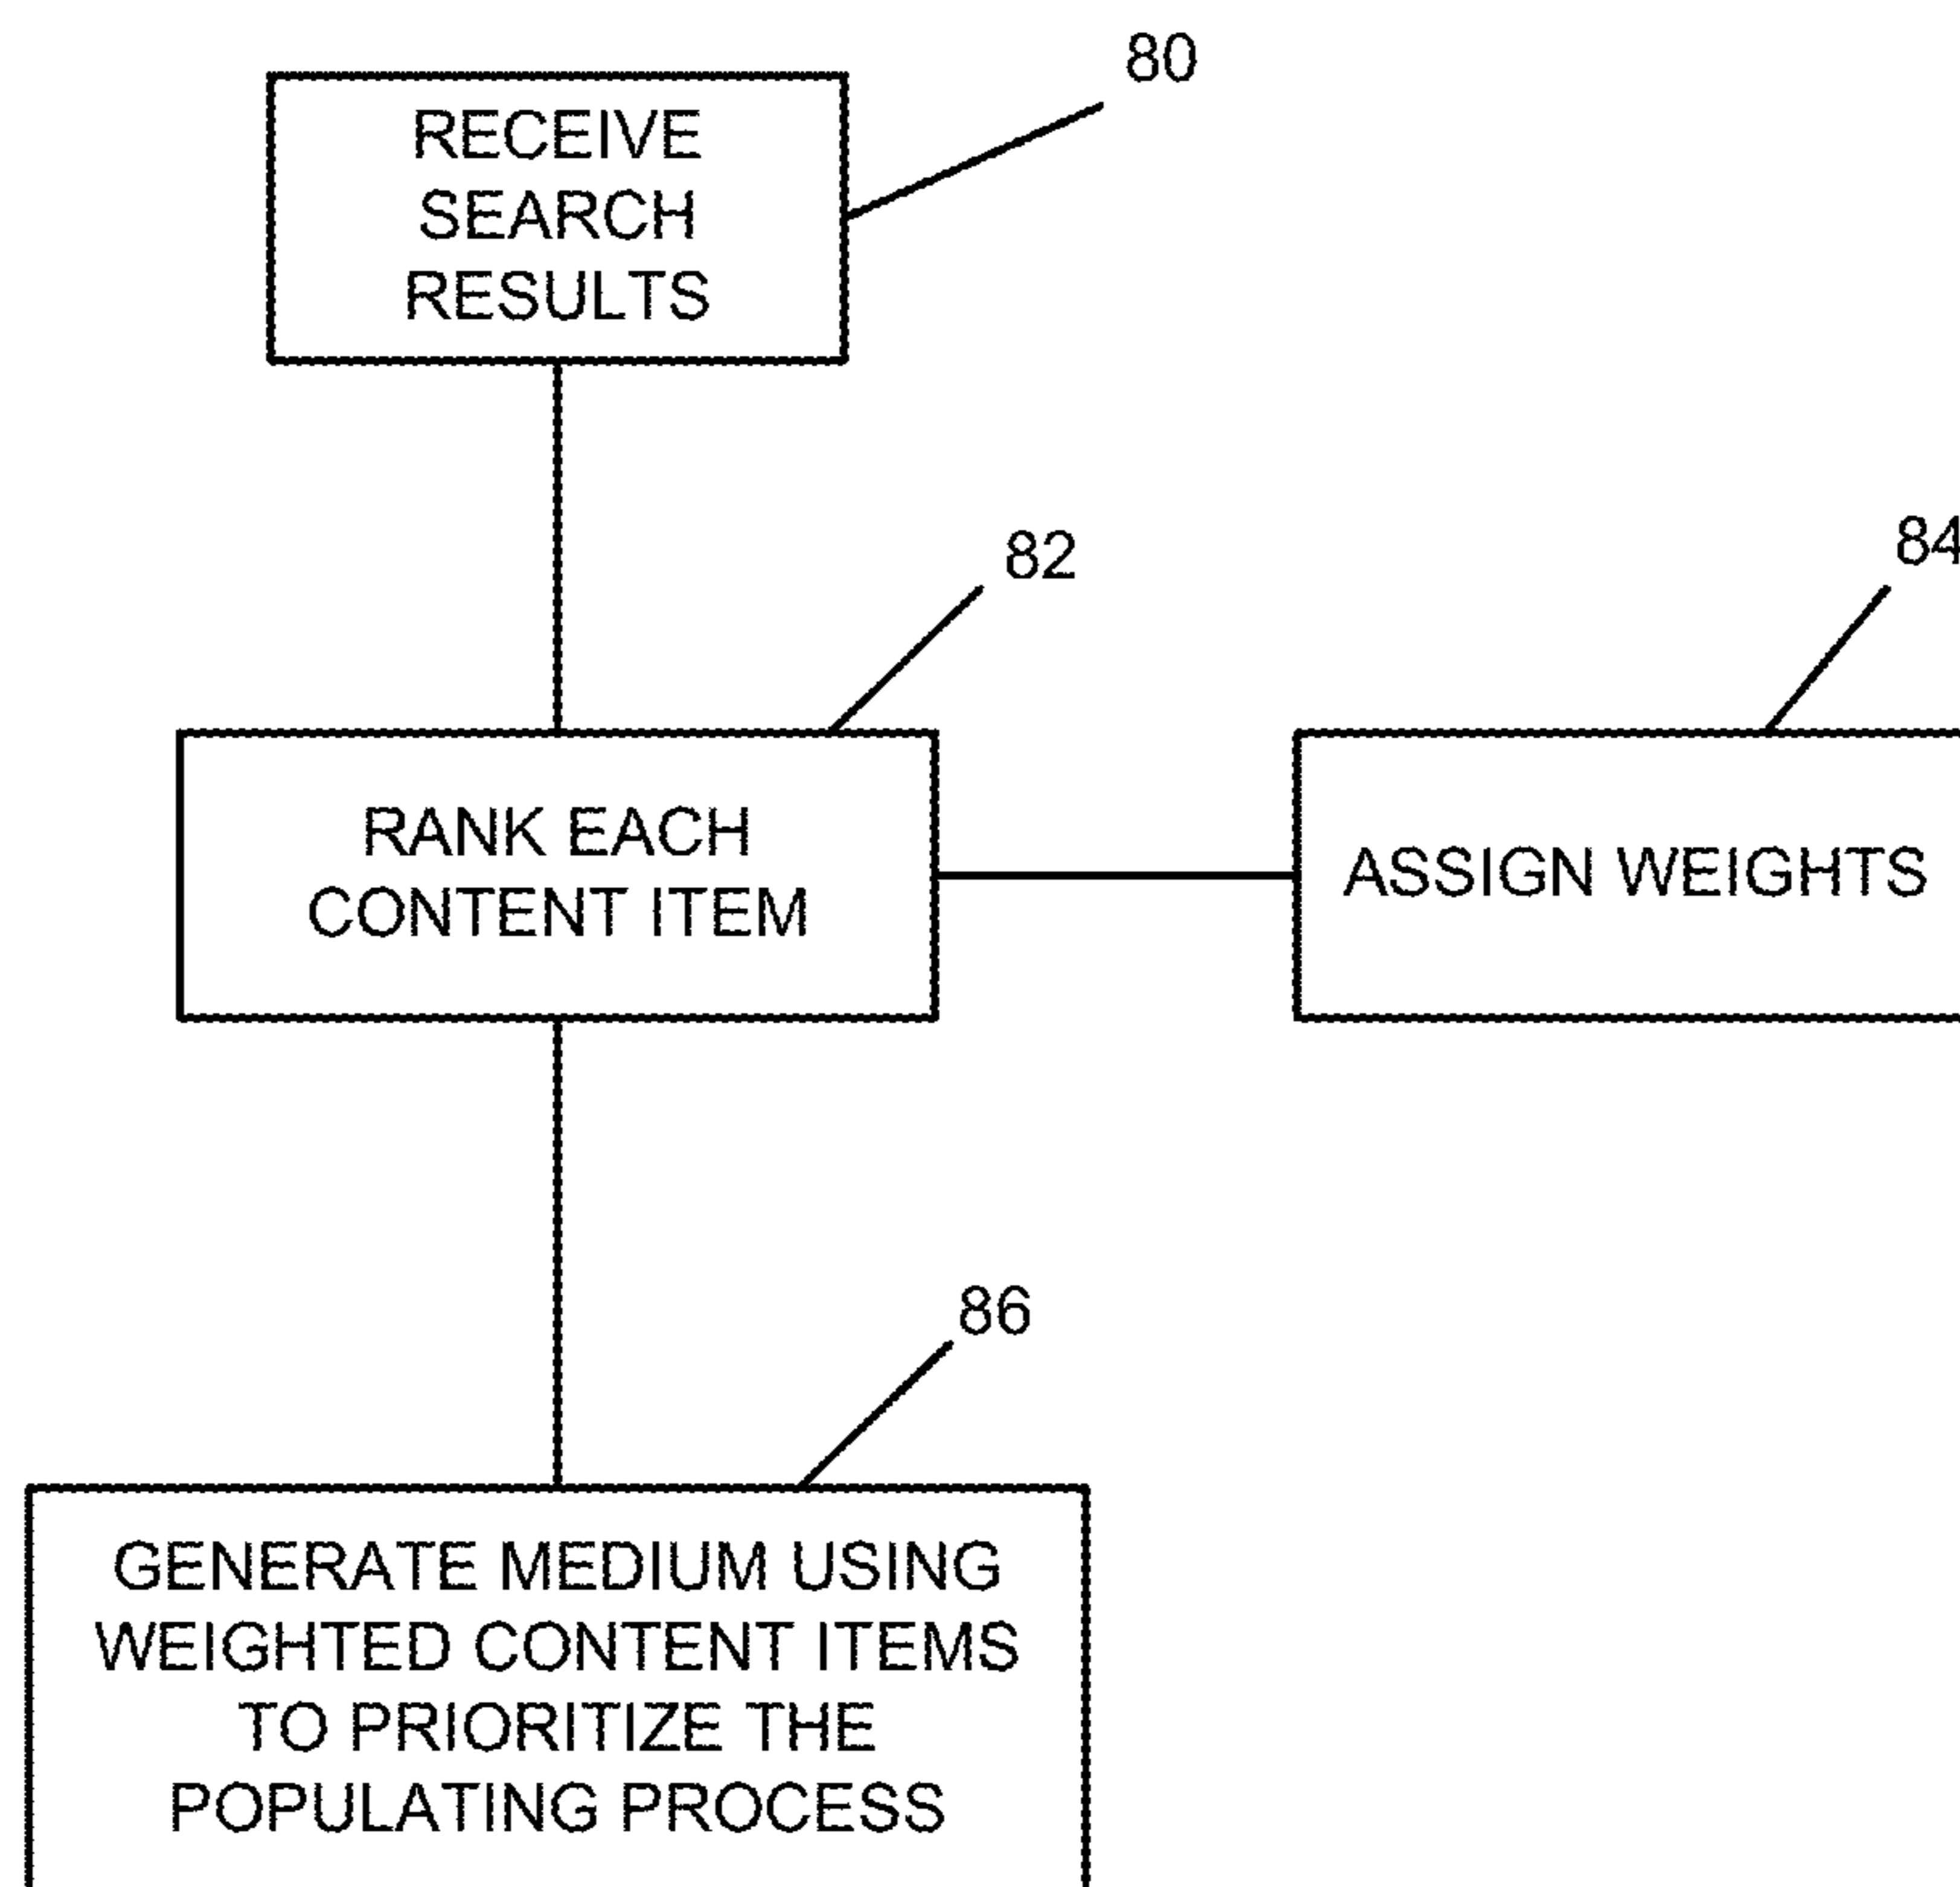 80
RECEIVE
SEARCH
RESULTS
82
84
RANK EACH
CONTENT ITEM
ASSIGN WEIGHTS
86
GENERATE MEDIUM USING
WEIGHTED CONTENT ITEMS
TO PRIORITIZE THE
POPULATING PROCESS